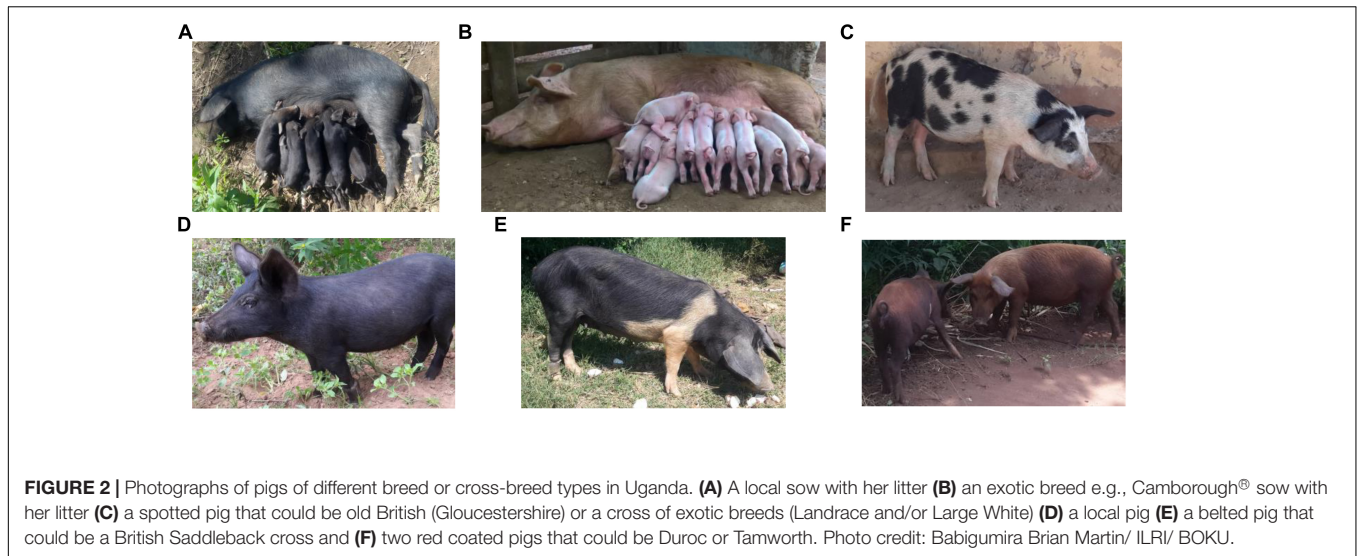 A
B
C
D
E
F
FIGURE 2 | Photographs of pigs of different breed or cross-breed types in Uganda. (A) A local sow with her litter (B) an exotic breed e.g., Camborough® sow with
her litter (C) a spotted pig that could be old British (Gloucestershire) or a cross of exotic breeds (Landrace and/or Large White) (D) a local pig (E) a belted pig that
could be a British Saddleback cross and (F) two red coated pigs that could be Duroc or Tamworth. Photo credit: Babigumira Brian Martin/ ILRI/ BOKU.